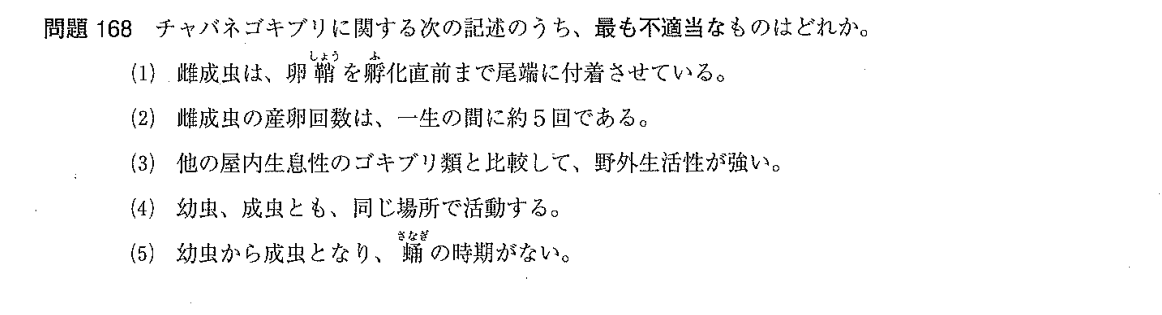 問題 168 チャバネゴキブリに関する次の記述のうち、最も不適当なものはどれか。
(1) 雌成虫は、卵鞘しょうを孵ふ化直前まで尾端に付着させている。
(2) 雌成虫の産卵回数は、一生の間に約5回である。
(3) 他の屋内生息性のゴキブリ類と比較して、野外生活性が強い。
(4) 幼虫、成虫とも、同じ場所で活動する。
(5) 幼虫から成虫となり、蛹さなぎの時期がない。